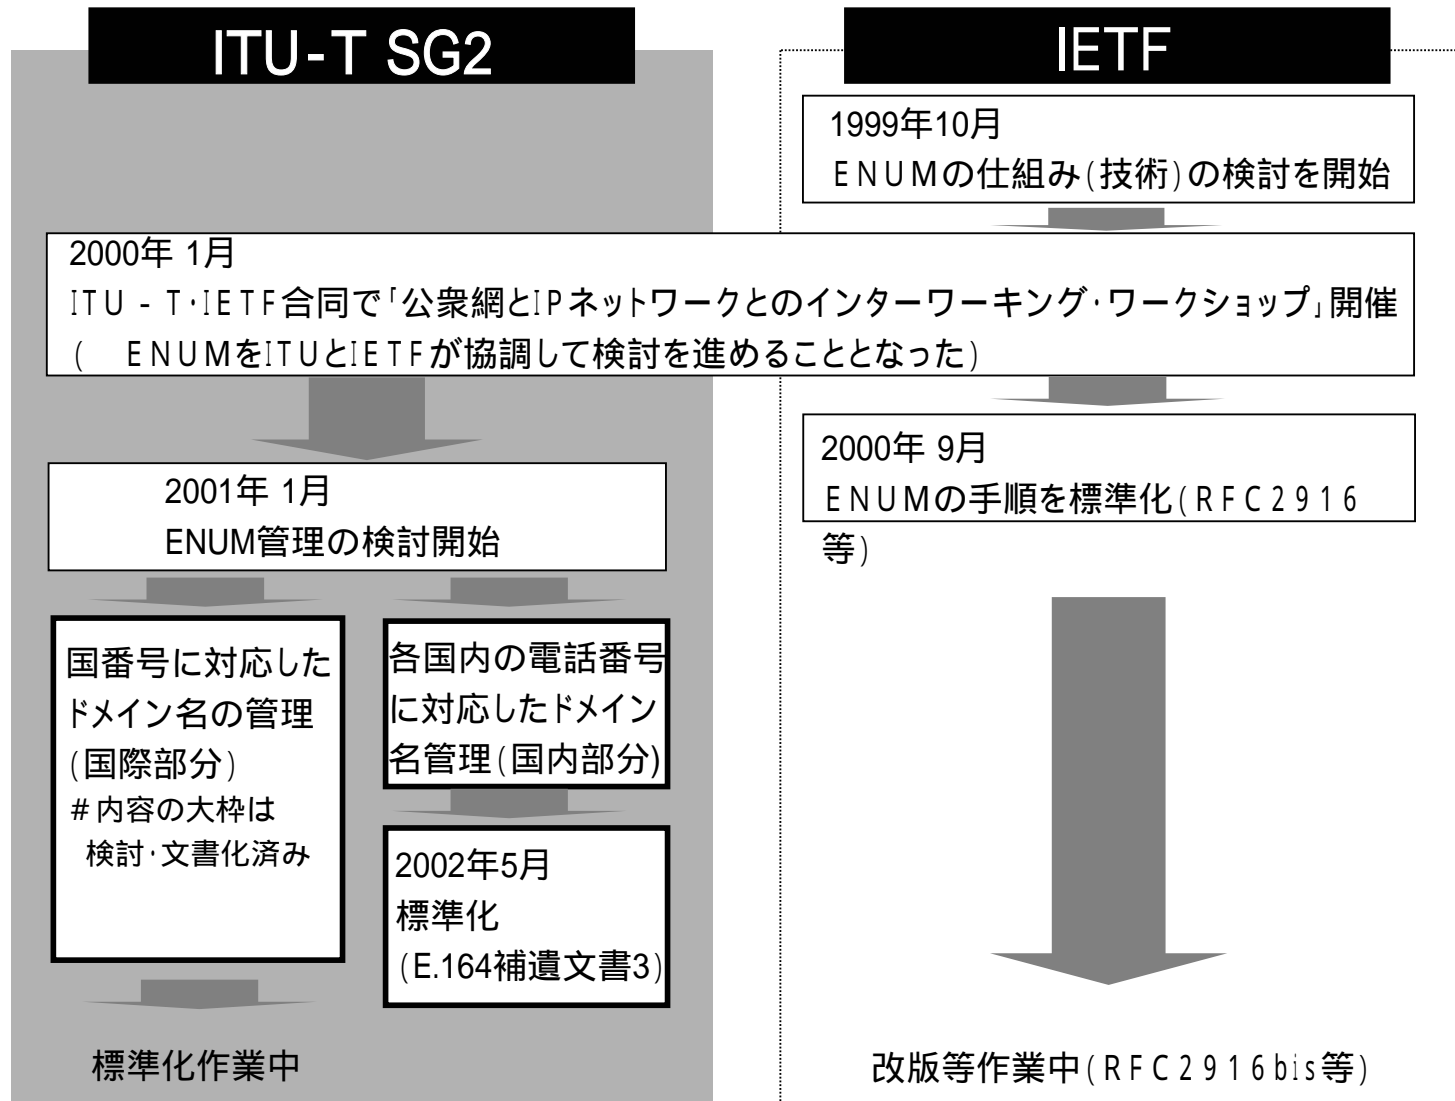 ITU-T SG2
IETF
1999年10月
ENUMの仕組み(技術)の検討を開始
2000年 1月
ITU-T・IETF合同で「公衆網とIPネットワークとのインターワーキング・ワークショップ」開催
( ENUMをITUとIETFが協調して検討を進めることとなった)
2000年 9月
ENUMの手順を標準化(RFC2916
等)
2001年 1月
ENUM管理の検討開始
国番号に対応した
ドメイン名の管理
(国際部分)
#内容の大枠は
検討・文書化済み
各国内の電話番号
に対応したドメイン
名管理(国内部分)
2002年5月
標準化
(E.164補遺文書3)
標準化作業中
改版等作業中(RFC2916bis等)